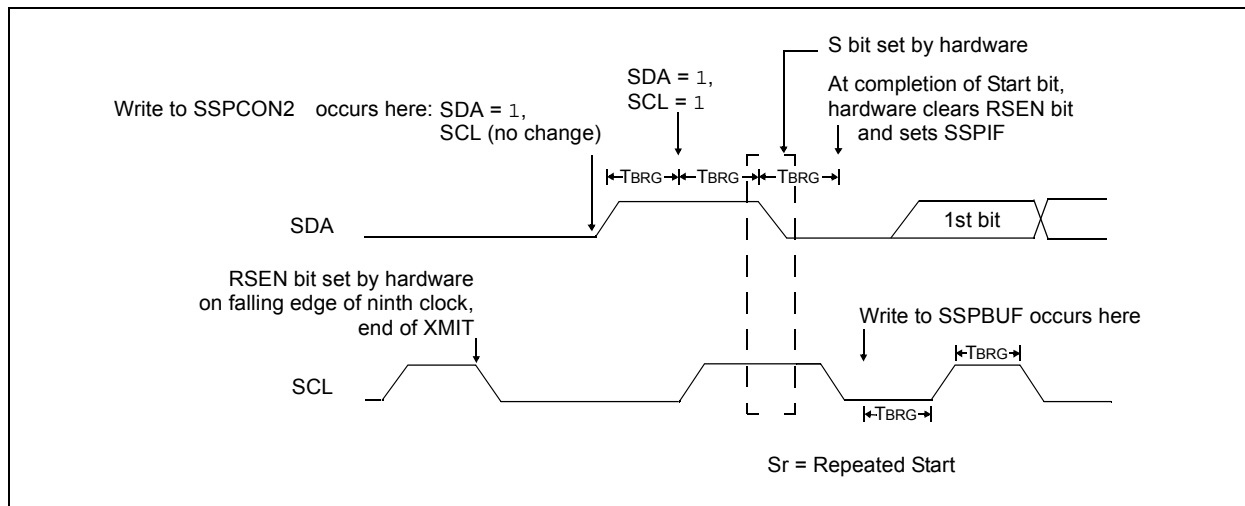 S bit set by hardware
SDA = 1,
SCL = 1
At completion of Start bit,
hardware clears RSEN bit
and sets SSPIF
Write to SSPCON2 occurs here: SDA = 1,
SCL (no change)
TBRG TBRG TBRG
SDA
1st bit
RSEN bit set by hardware
on falling edge of ninth clock,
end of XMIT
Write to SSPBUF occurs here
TBRG
SCL
TBRG
Sr = Repeated Start